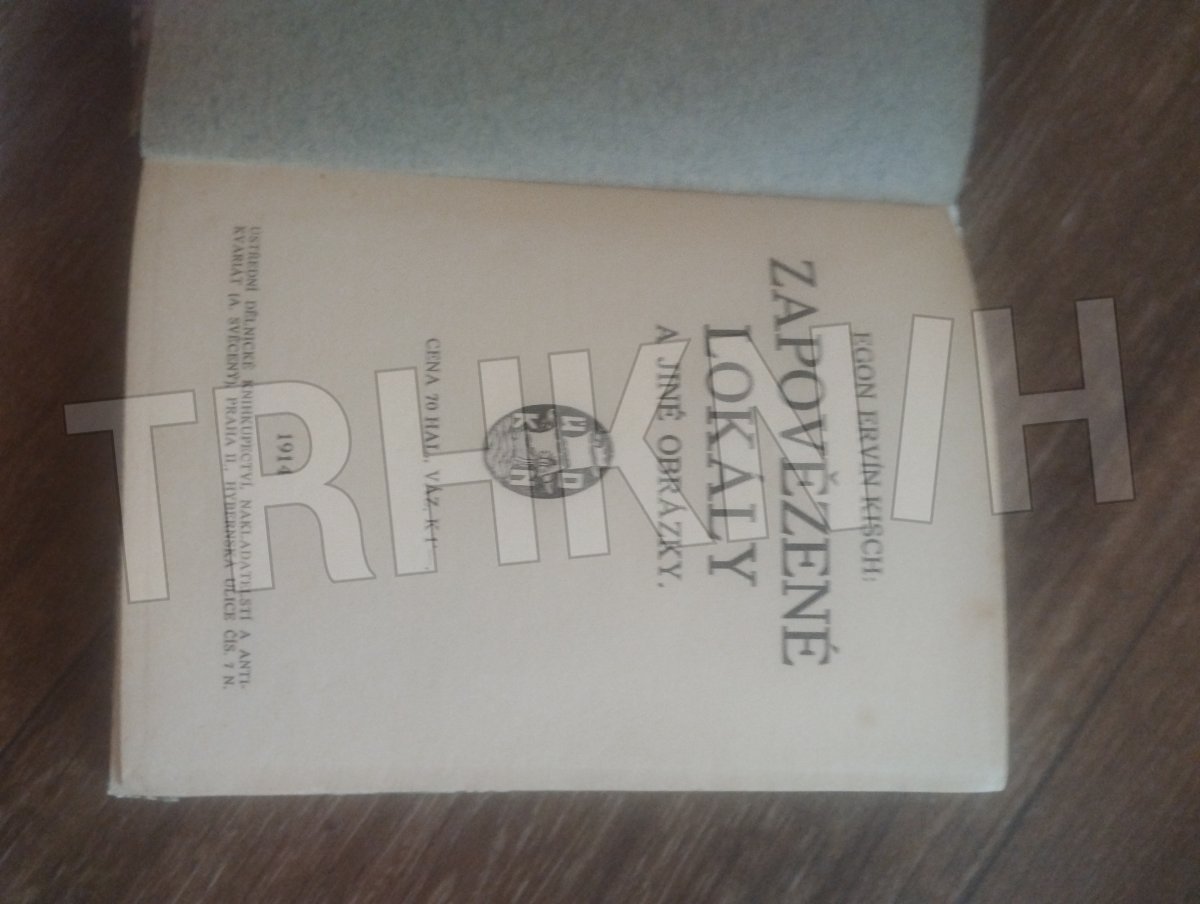 EGON ERVÍN KISCH:
ZAPOVĚZENÉ
LOKÁLY
A JINÉ OBRÁZKY.
K H
D D
CENA 70 HAL., VÁZ. K 1
1914
ÚSTŘEDNÍ DĚLNICKÉ KNIHKUPECTVÍ, NAKLADATELSTVÍ A ANTI-
KVARIÁT (A SVĚCENÝ), PRAHA II., HYBERNSKÁ ULICE ČÍS. 7 N.
TRHKNIH